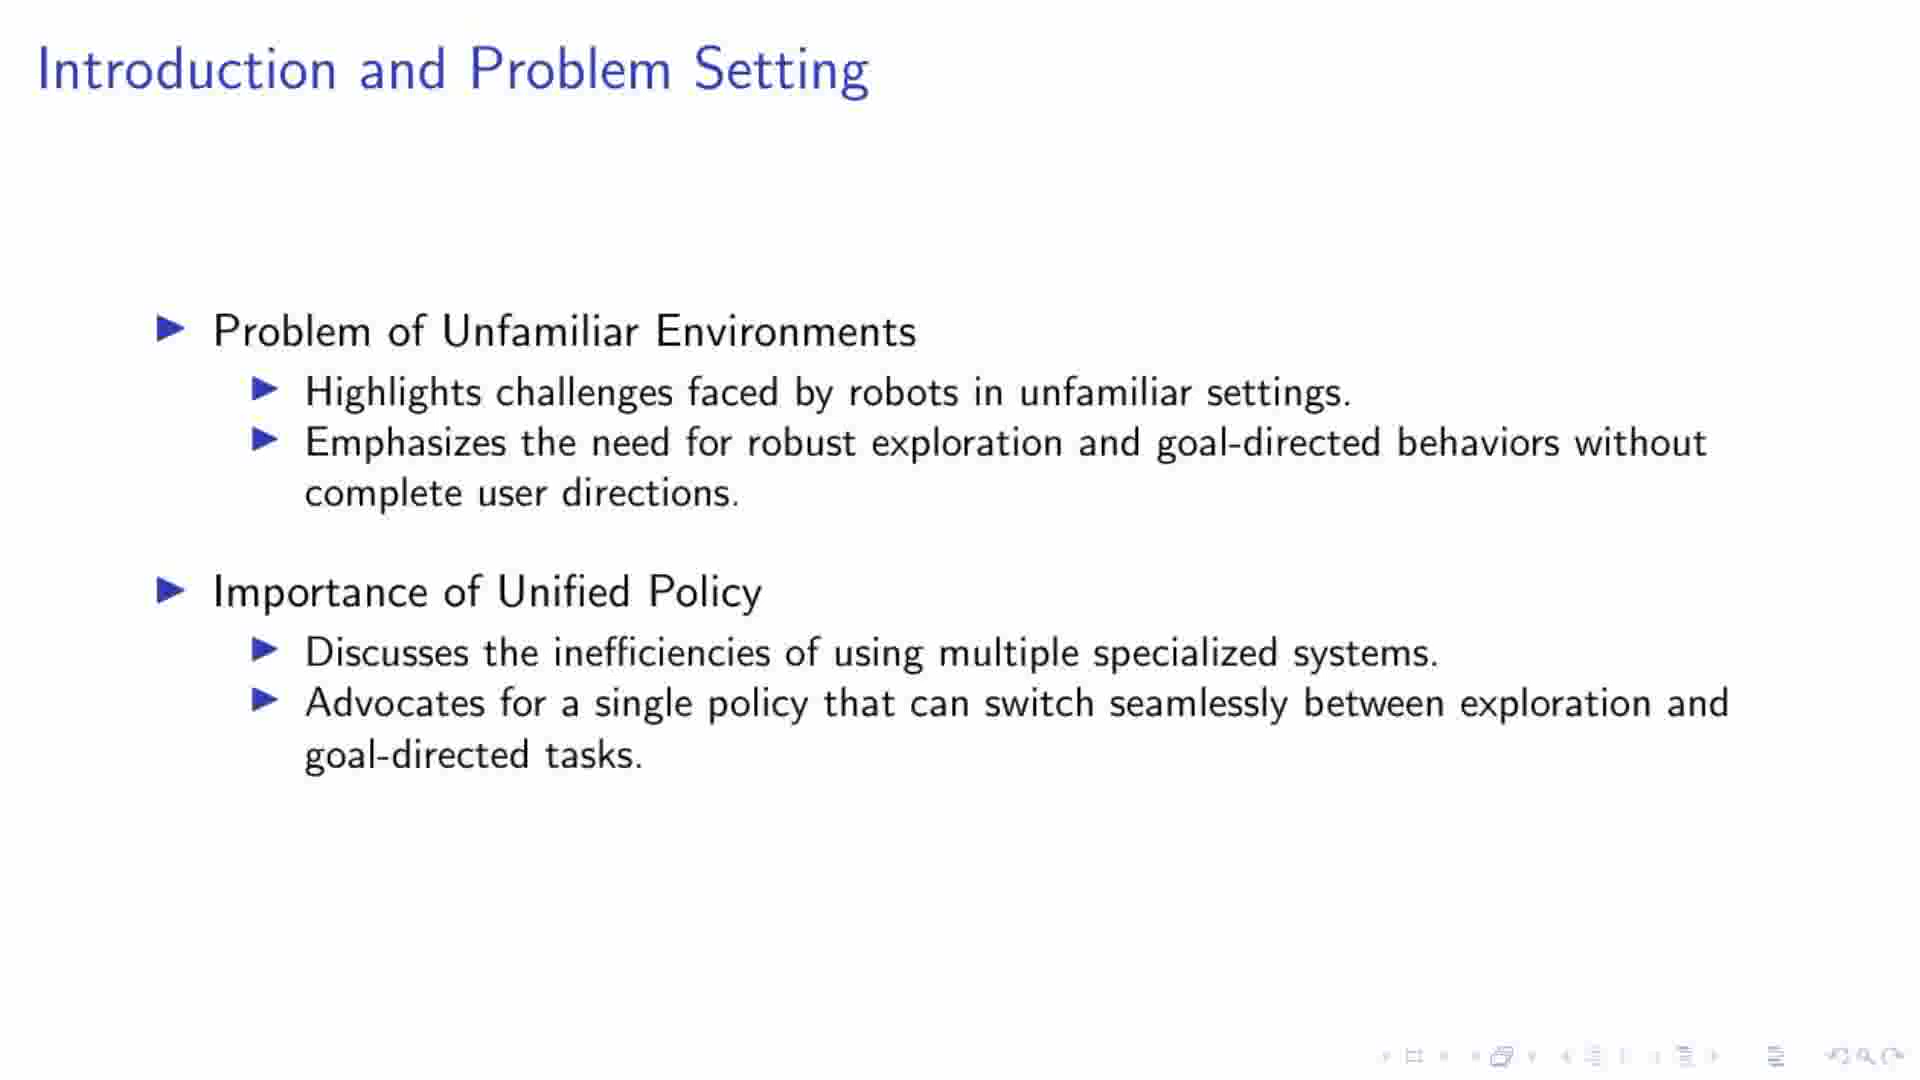 Introduction and Problem Setting
Problem of Unfamiliar Environments
Highlights challenges faced by robots in unfamiliar settings.
Emphasizes the need for robust exploration and goal-directed behaviors without
complete user directions.
Importance of Unified Policy
Discusses the inefficiencies of using multiple specialized systems.
Advocates for a single policy that can switch seamlessly between exploration and
goal-directed tasks.